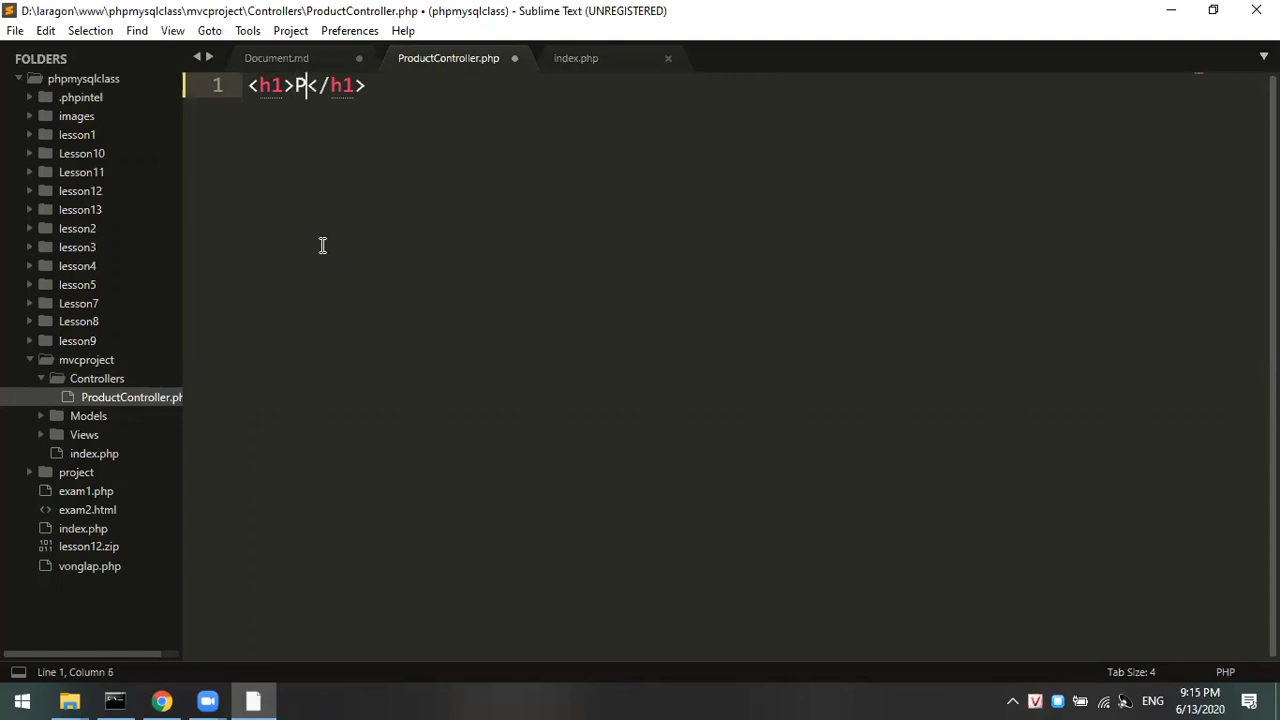 D:\laragon\www\phpmysqlclass\mvcproject\Controllers\ProductController.php • (phpmysqlclass) - Sublime Text (UNREGISTERED)
File Edit Selection Find View Goto Tools Project Preferences Help
FOLDERS
Document.md
ProductController.php
index.php
phpmysqlclass
.phpintel
images
lesson1
Lesson10
Lesson11
lesson12
lesson13
lesson2
lesson3
lesson4
lesson5
Lesson7
Lesson8
lesson9
mvcproject
Controllers
ProductController.ph
Models
Views
index.php
project
exam1.php
exam2.html
index.php
lesson12.zip
vonglap.php
1 <h1>P</h1>
Line 1, Column 6
Tab Size: 4
PHP
ENG
9:15 PM
6/13/2020